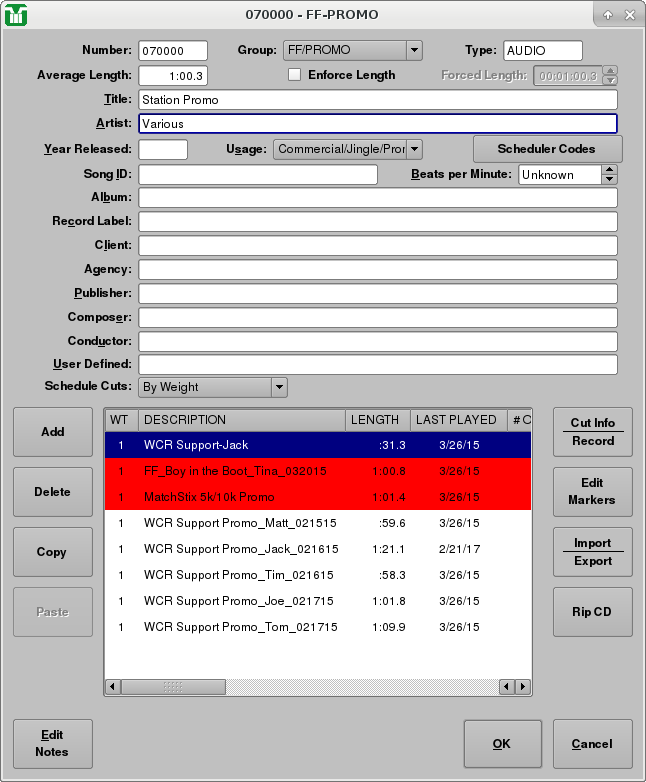 070000 - FF-PROMO
Number: 070000 Group: FF/PROMO Type: AUDIO
Average Length: 1:00.3 Enforce Length Forced Length: 00:01:00.3
Title: Station Promo
Artist: Various
Year Released: Usage: Commercial/Jingle/Pror Scheduler Codes
Song ID: Beats per Minute: Unknown
Album:
Record Label:
Client:
Agency:
Publisher:
Composer:
Conductor:
User Defined:
Schedule Cuts: By Weight
WT DESCRIPTION LENGTH LAST PLAYED # O
1 WCR Support-Jack :31.3 3/26/15
1 FF_Boy in the Boot_Tina_032015 1:00.8 3/26/15
1 MatchStix 5k/10k Promo 1:01.4 3/26/15
1 WCR Support Promo_Matt_021515 :59.6 3/26/15
1 WCR Support Promo_Jack_021615 1:21.1 2/21/17
1 WCR Support Promo_Tim_021615 :58.3 3/26/15
1 WCR Support Promo_Joe_021715 1:01.8 3/26/15
1 WCR Support Promo_Tom_021715 1:09.9 3/26/15
Add
Delete
Copy
Paste
Cut Info
Record
Edit
Markers
Import
Export
Rip CD
Edit
Notes
OK
Cancel